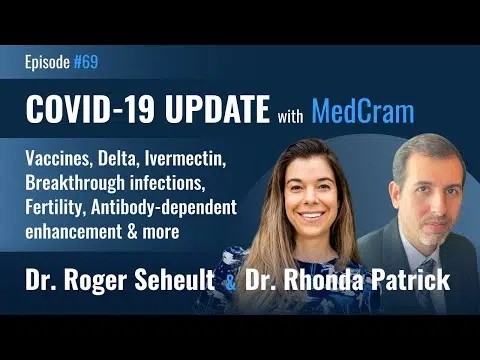 Episode #69
COVID-19 UPDATE with MedCram
Vaccines, Delta, Ivermectin,
Breakthrough infections,
Fertility, Antibody-dependent
enhancement & more
Dr. Roger Seheult & Dr. Rhonda Patrick